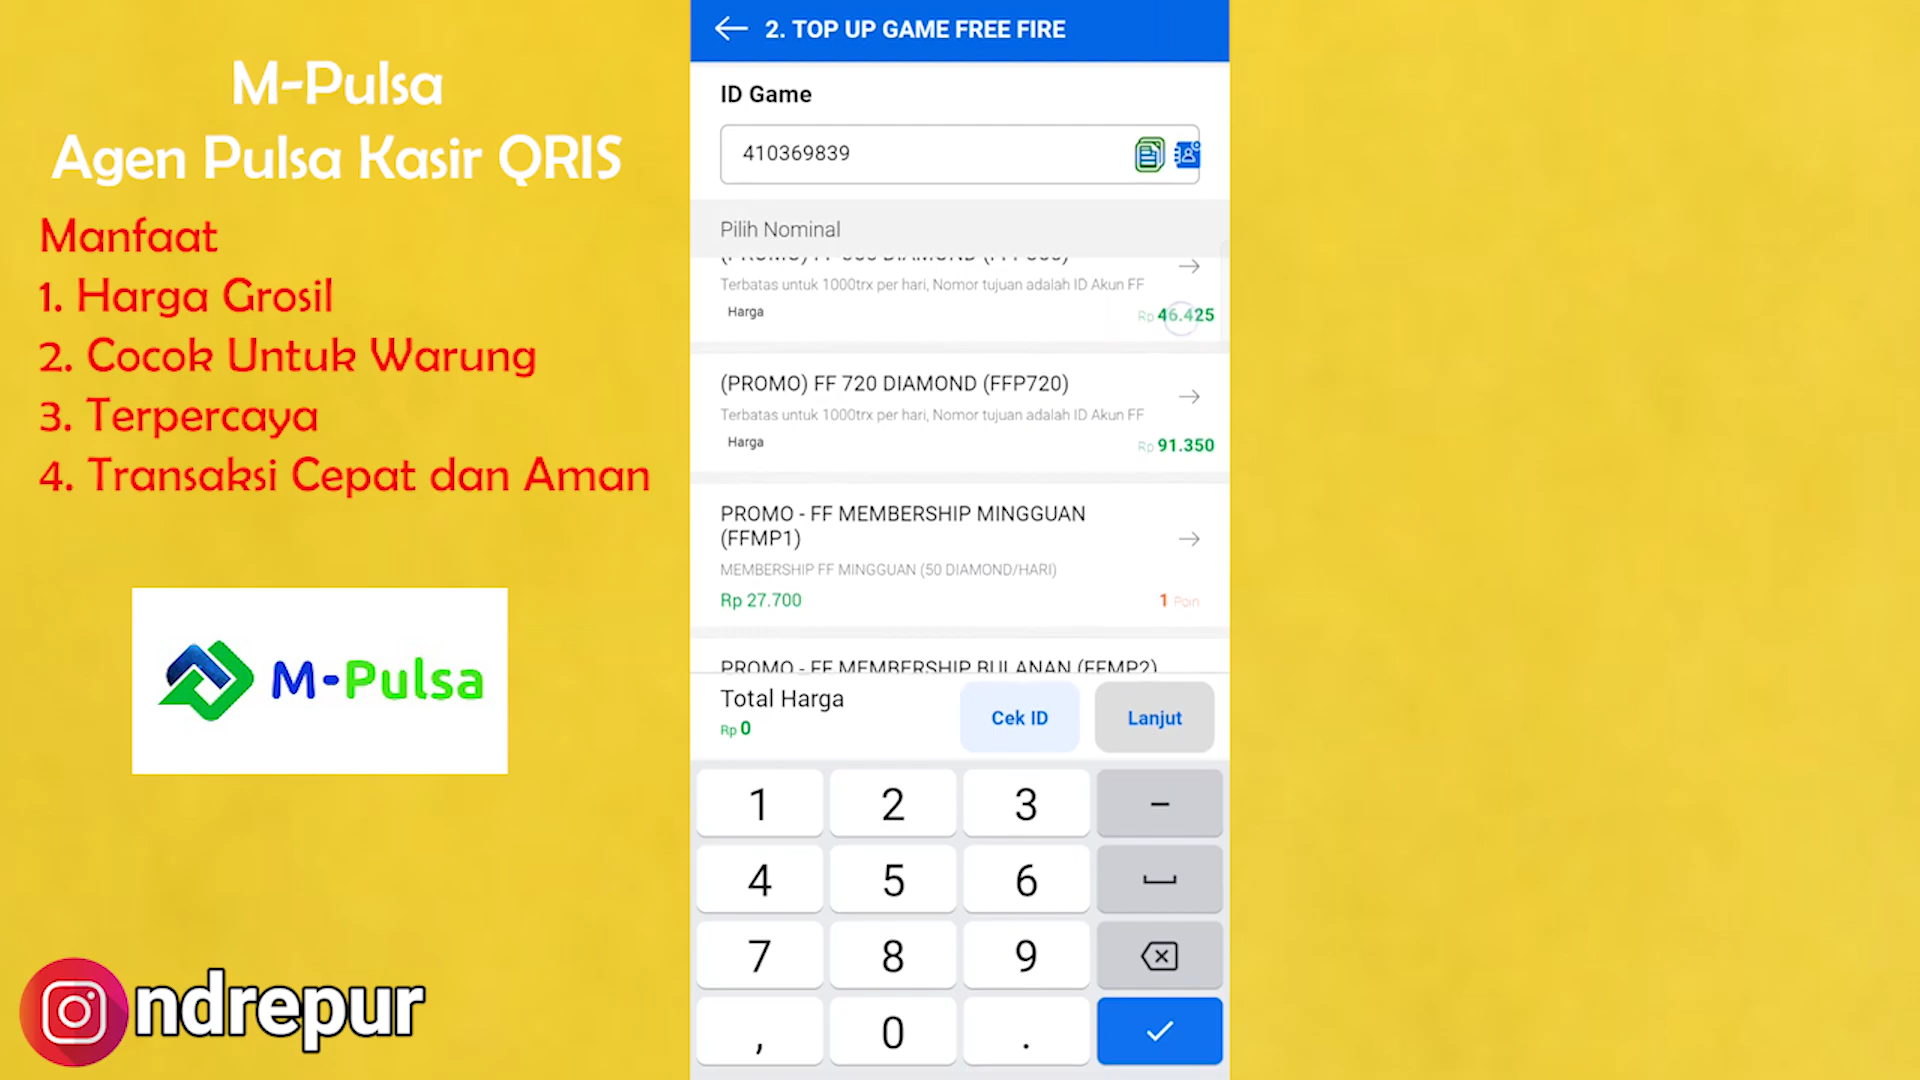 M-Pulsa
Agen Pulsa Kasir QRIS
Manfaat
1. Harga Grosil
2. Cocok Untuk Warung
3. Terpercaya
4. Transaksi Cepat dan Aman
M-Pulsa
ndrepur
2. TOP UP GAME FREE FIRE
ID Game
410369839
Pilih Nominal
Terbatas untuk 1000trx per hari, Nomor tujuan adalah ID Akun FF
Harga
Rp 46.425
(PROMO) FF 720 DIAMOND (FFP720)
Terbatas untuk 1000trx per hari, Nomor tujuan adalah ID Akun FF
Harga
Rp 91.350
PROMO - FF MEMBERSHIP MINGGUAN
(FFMP1)
MEMBERSHIP FF MINGGUAN (50 DIAMOND/HARI)
Rp 27.700
1 Poin
PROMO - FF MEMBERSHIP BULANAN (FFMP2)
Total Harga
Rp 0
Cek ID
Lanjut
1 2 3 -
4 5 6
7 8 9
, 0 .